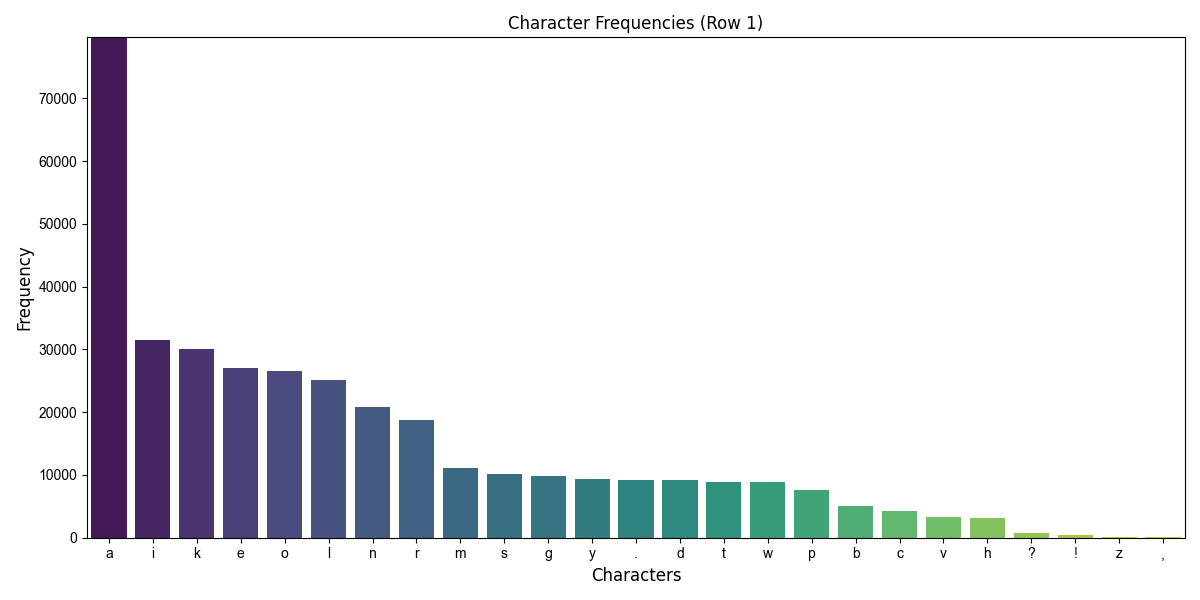 Character Frequencies (Row 1)
70000
60000
50000
40000
30000
20000
10000
0
Frequency
a i k e o l n r m s g y . d t w p b c v h ? ! z ,
Characters